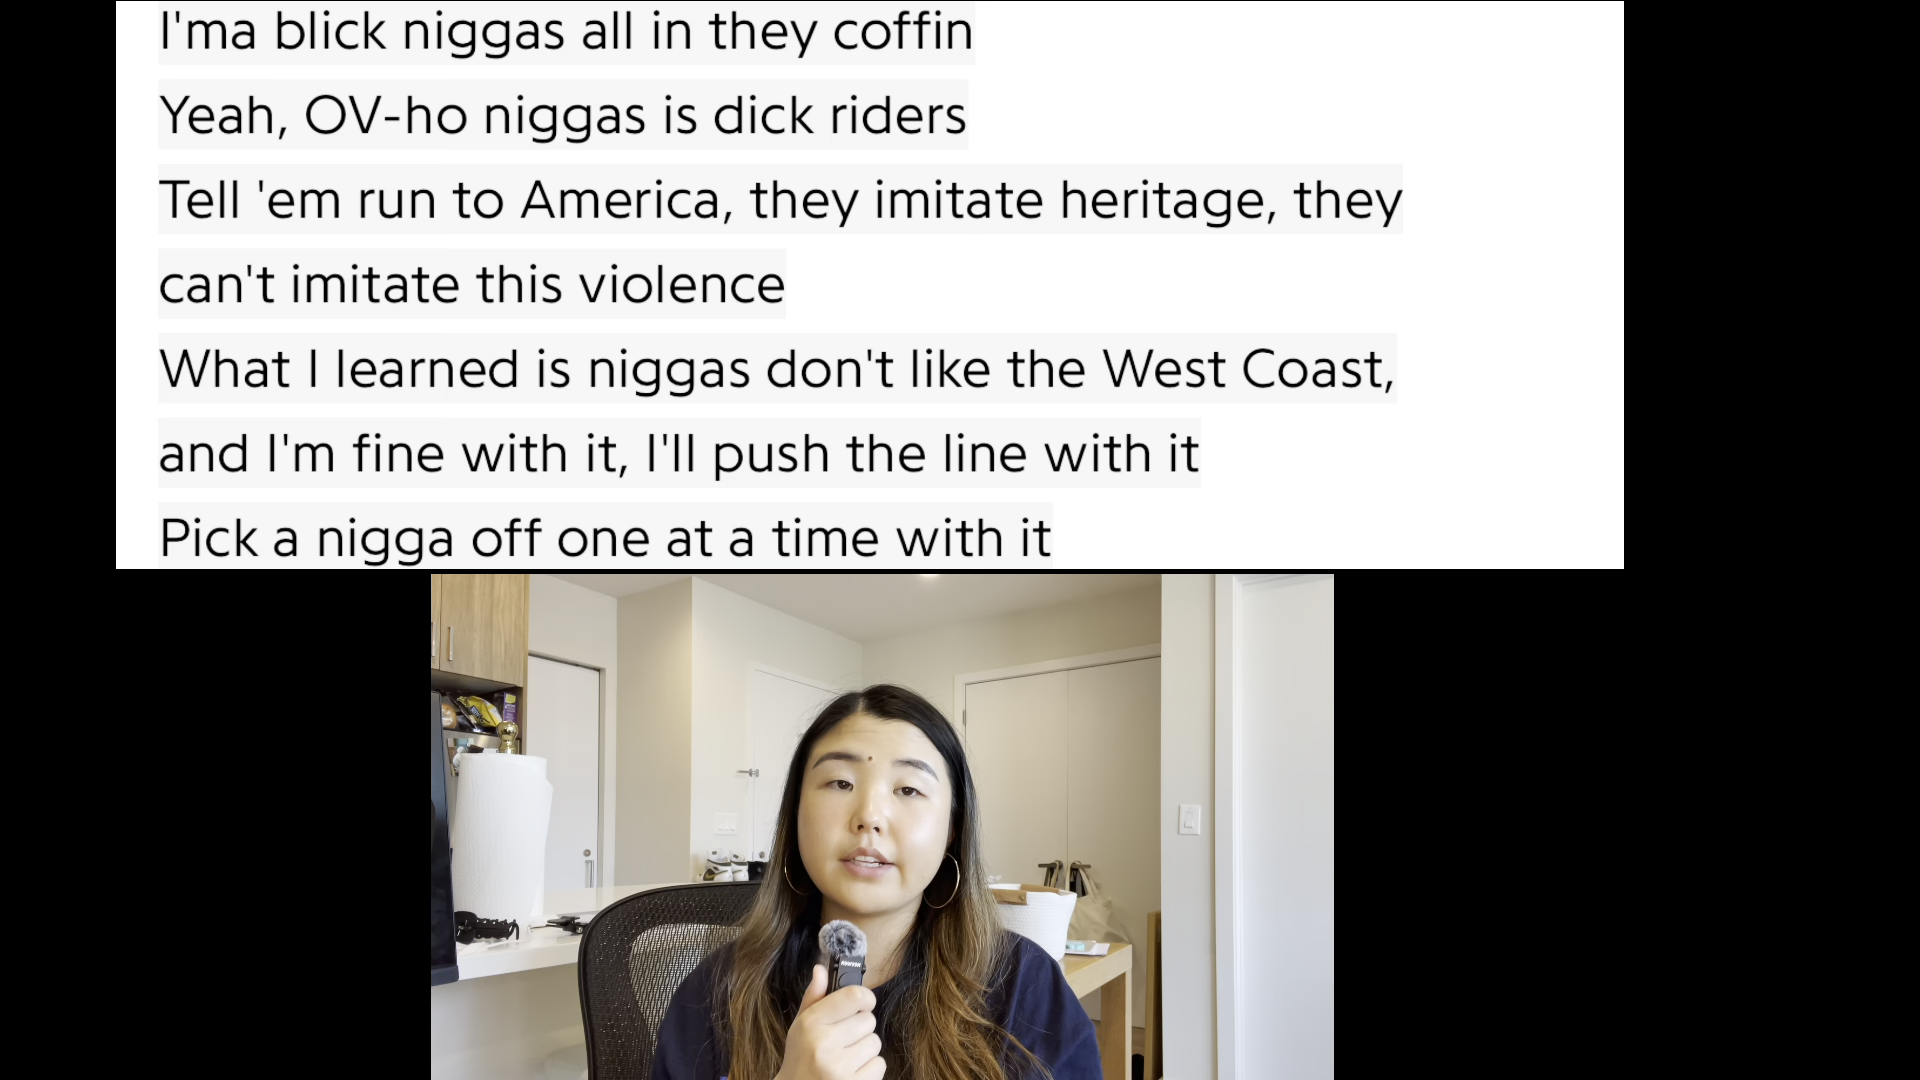 I'ma blick niggas all in they coffin
Yeah, OV-ho niggas is dick riders
Tell 'em run to America, they imitate heritage, they
can't imitate this violence
What I learned is niggas don't like the West Coast,
and I'm fine with it, I'll push the line with it
Pick a nigga off one at a time with it